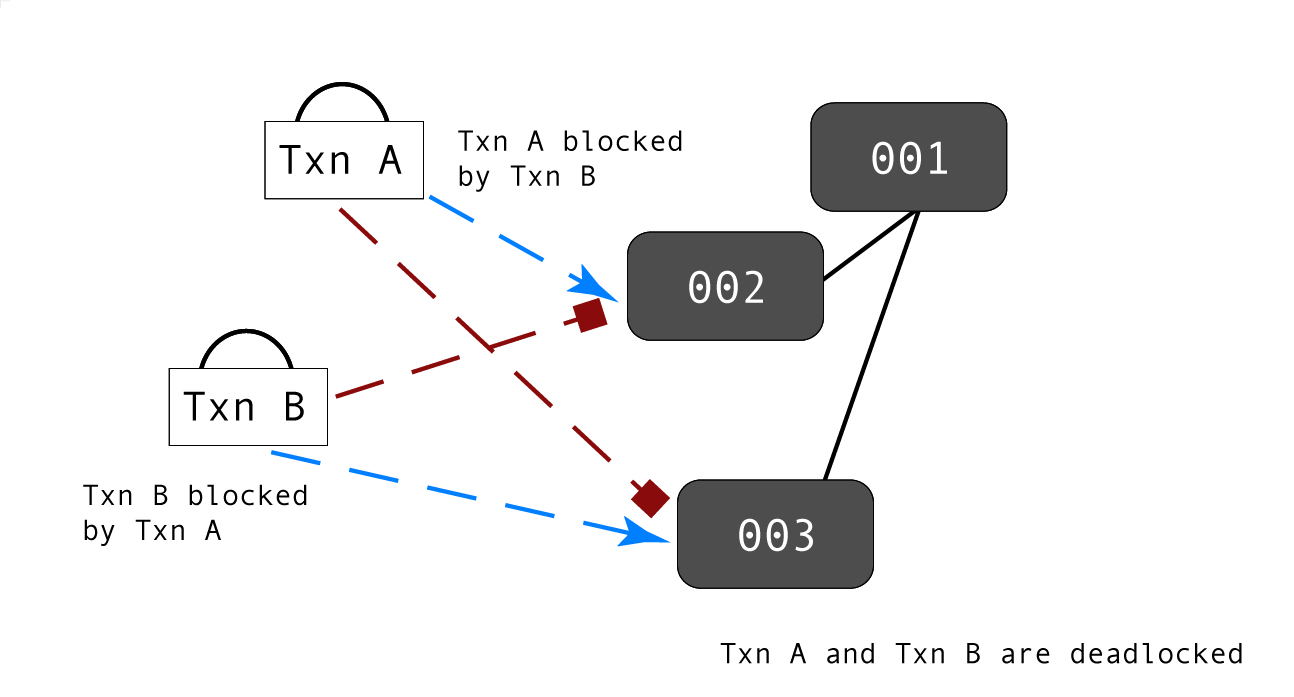 Txn A
Txn A blocked
by Txn B
001
002
Txn B
Txn B blocked
by Txn A
003
Txn A and Txn B are deadlocked